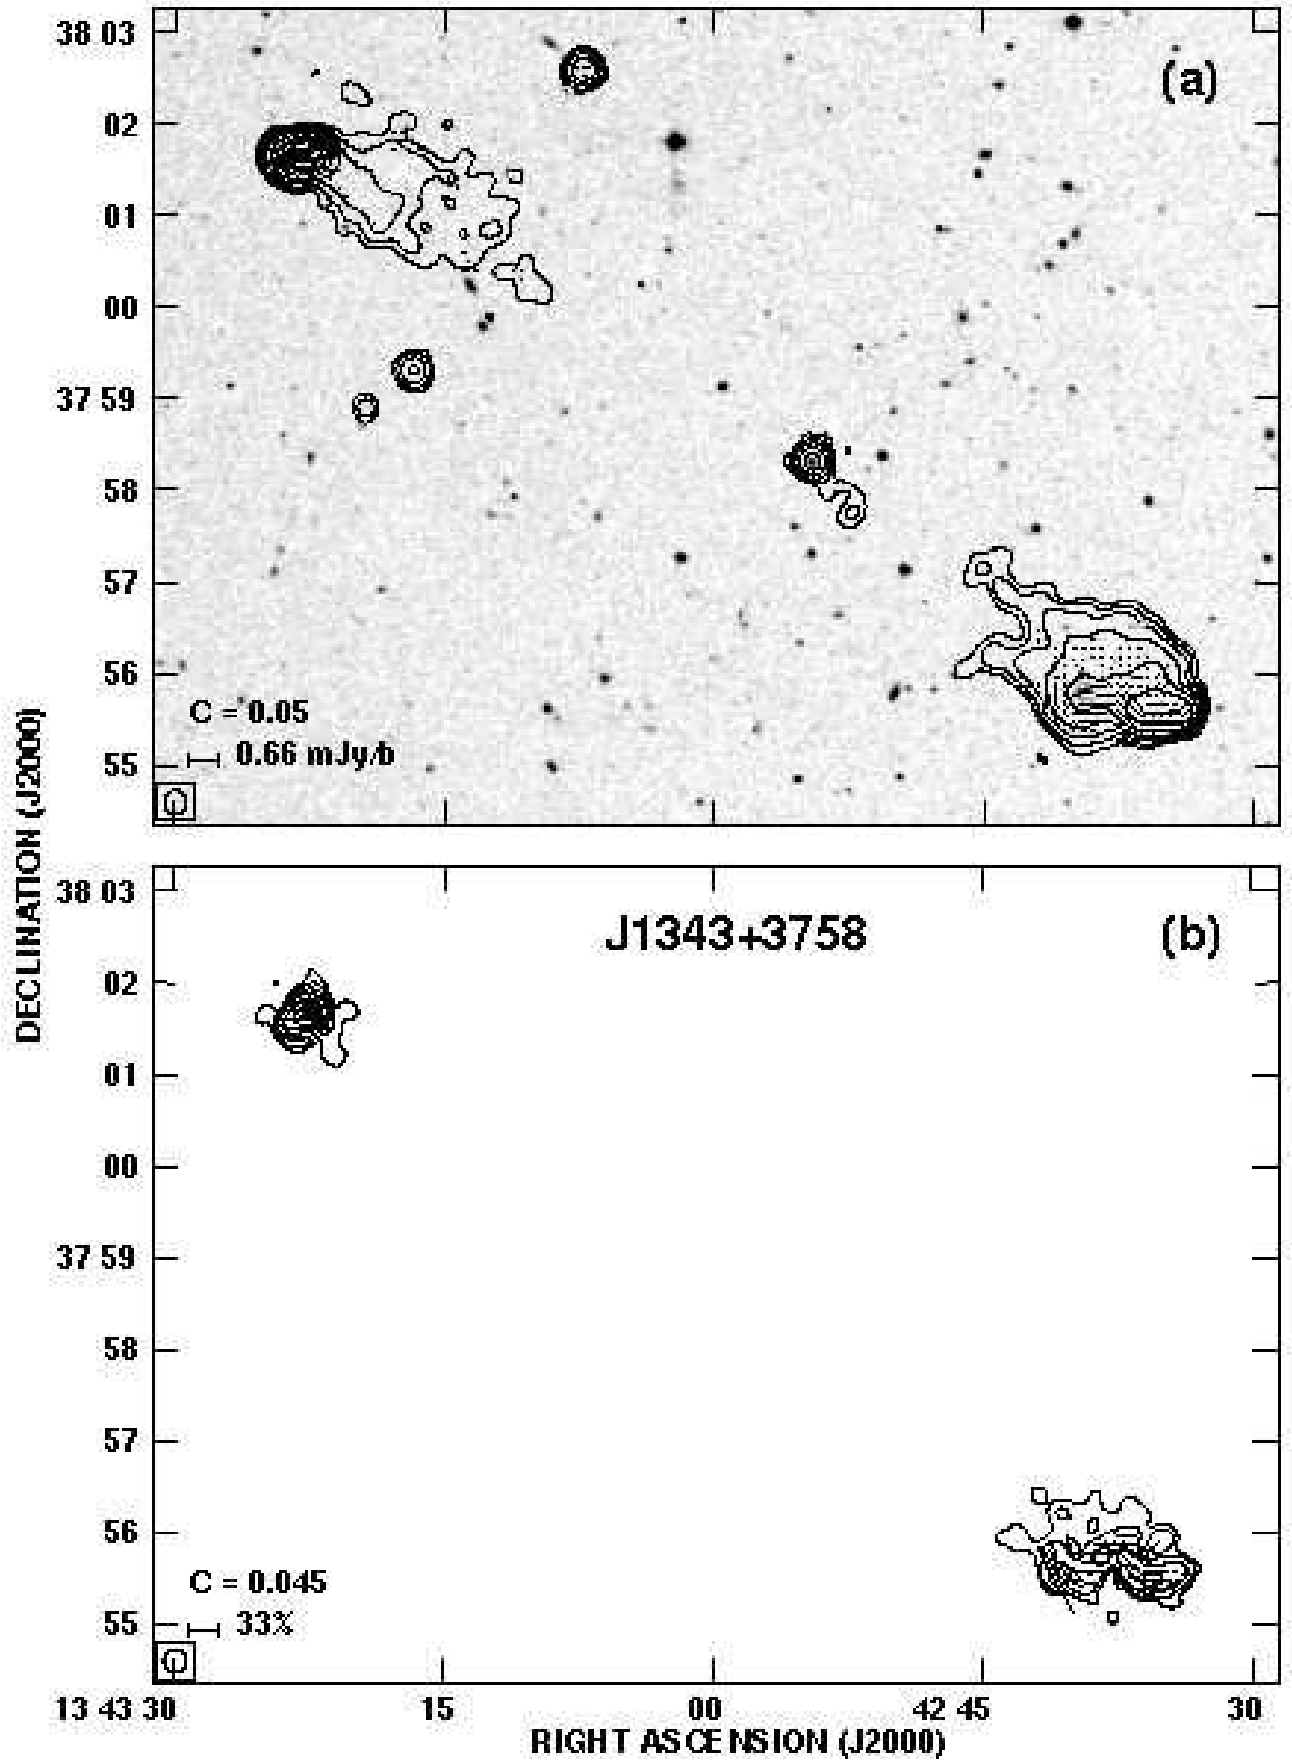 38 03
(a)
02
01
00
37 59
58
57
56
C = 0.05
0.66 mJy/b
55
DECLINATION (J2000)
38 03
J1343+3758
(b)
02
01
00
37 59
58
57
56
C = 0.045
33%
55
13 43 30 15 00 42 45 30
RIGHT ASCENSION (J2000)